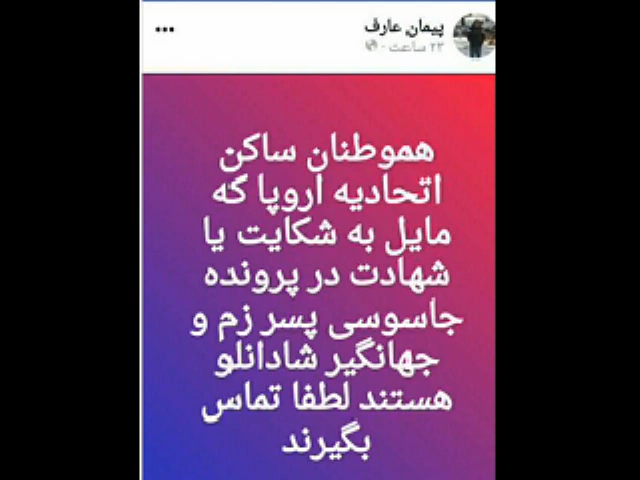 پیمان عارف
۲۳ ساعت
هموطنان ساکن
اتحادیه اروپا که
مایل به شکایت یا
شهادت در پرونده
جاسوسی پسر زم و
جهانگیر شادانلو
هستند لطفا تماس
بگیرند